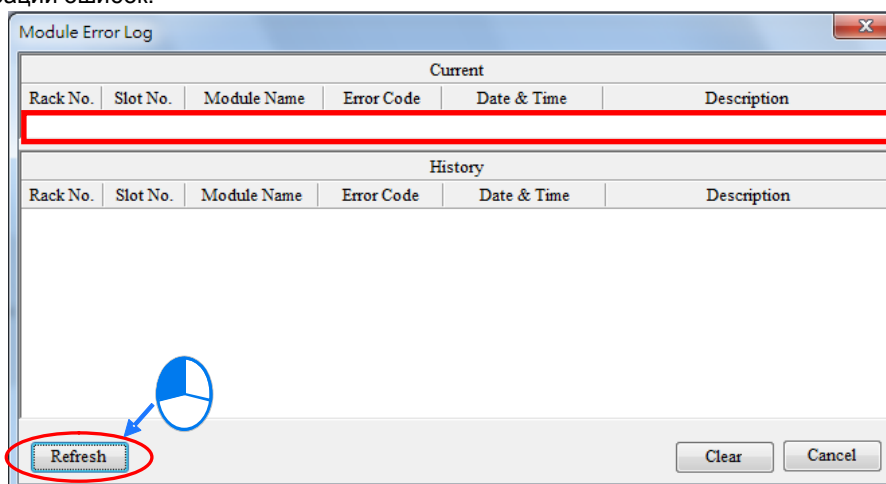 ошибок.
Module Error Log
Current
Rack No. Slot No. Module Name Error Code Date & Time Description
History
Rack No. Slot No. Module Name Error Code Date & Time Description
Refresh Clear Cancel